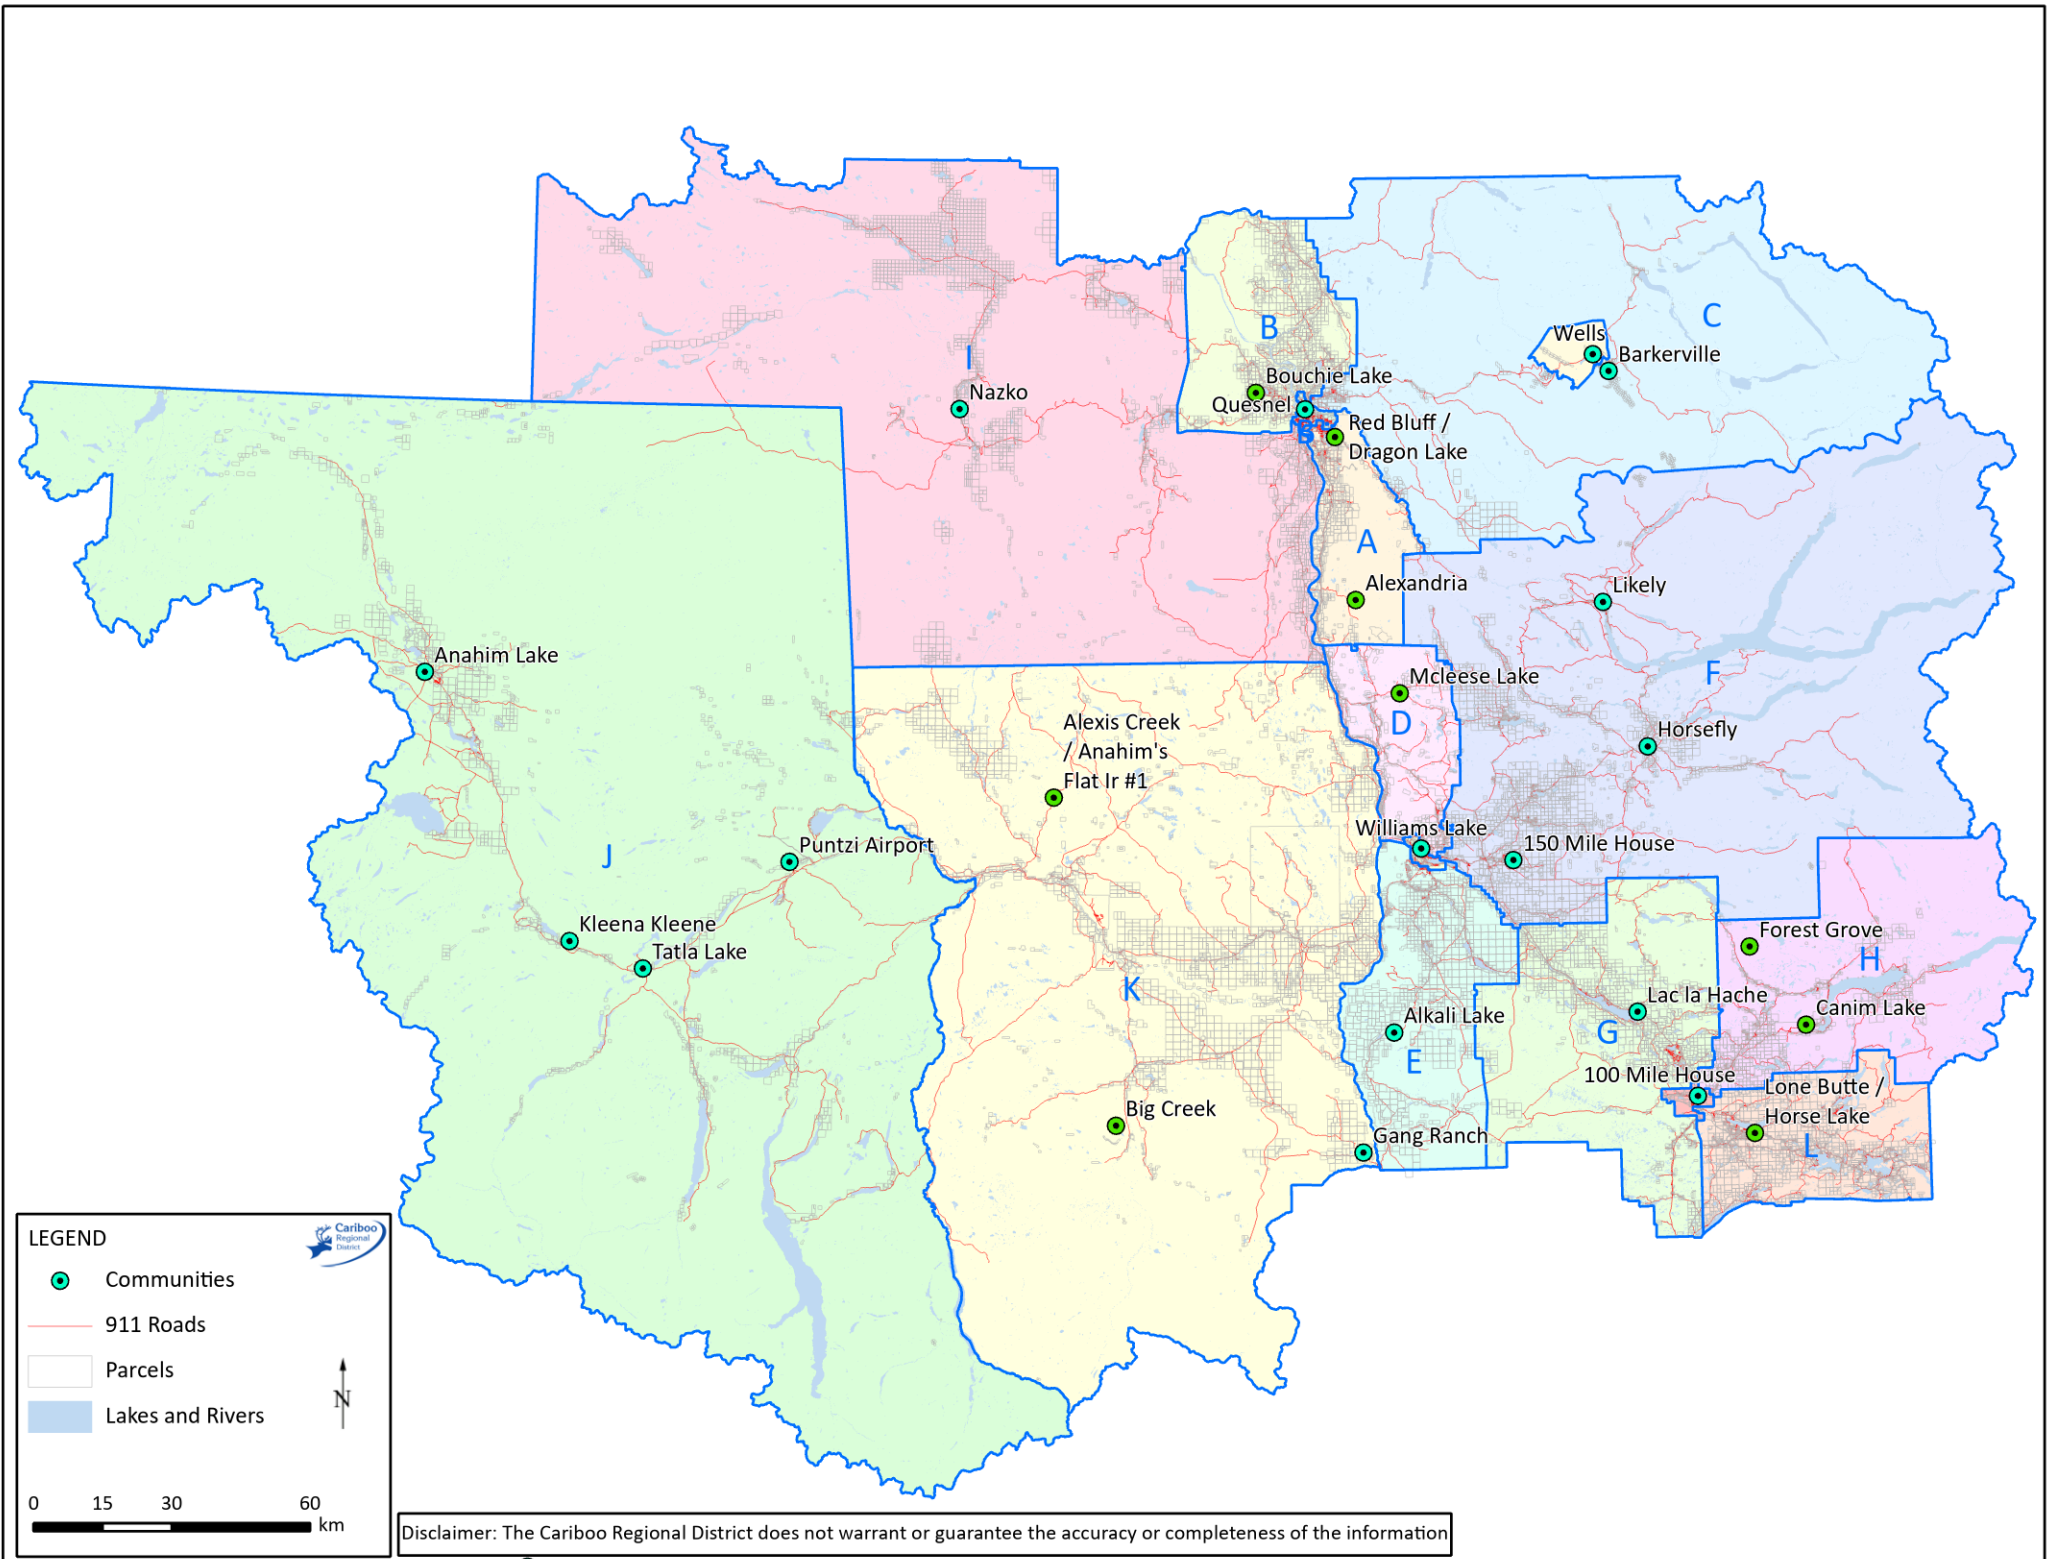 C
Wells
Barkerville
B
I
Bouchie Lake
Nazko
Quesnel
Red Bluff /
Dragon Lake
B
A
Alexandria
Likely
Anahim Lake
F
Mcleese Lake
D
Alexis Creek
/ Anahim's
Flat Ir #1
Horsefly
Williams Lake
150 Mile House
Puntzi Airport
J
Kleena Kleene
Tatla Lake
Forest Grove
H
K
Lac la Hache
Canim Lake
Alkali Lake
G
E
100 Mile House
Lone Butte /
Horse Lake
L
Big Creek
Gang Ranch
LEGEND
Cariboo
Regional
District
Communities
911 Roads
Parcels
N
Lakes and Rivers
0 15 30 60
km
Disclaimer: The Cariboo Regional District does not warrant or guarantee the accuracy or completeness of the information